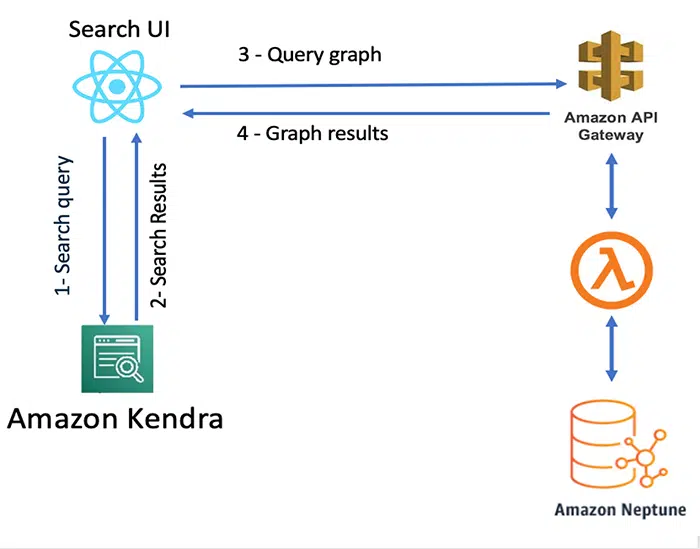 Search UI
3 - Query graph
Amazon API
Gateway
4 - Graph results
1- Search query
2- Search Results
λ
Amazon Kendra
Amazon Neptune